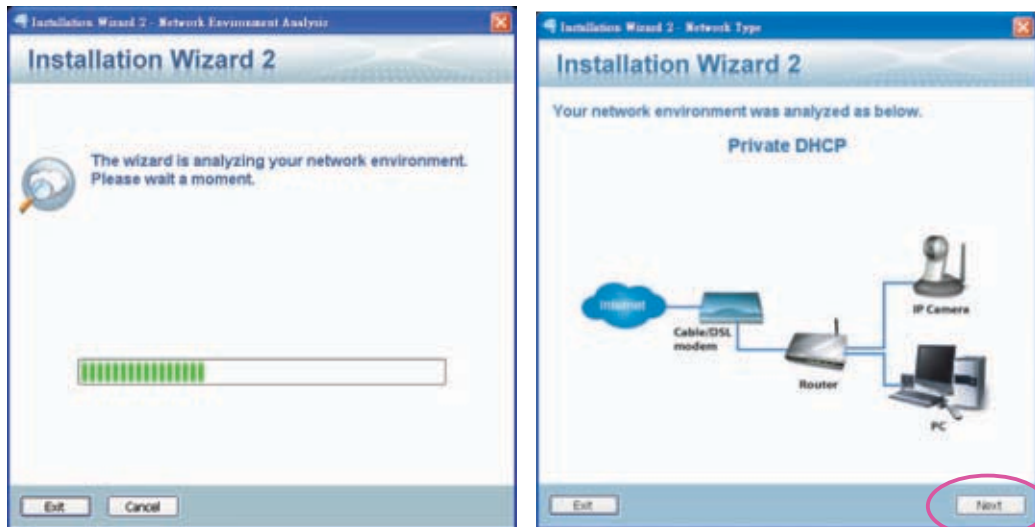 Installation Wizard 2 - Network Environment Analysis
Installation Wizard 2
The wizard is analyzing your network environment.
Please wait a moment.
Exit
Cancel
Installation Wizard 2 - Network Type
Installation Wizard 2
Your network environment was analyzed as below.
Private DHCP
Internet
Cable/DSL
modem
Router
IP Camera
PC
Exit
Next